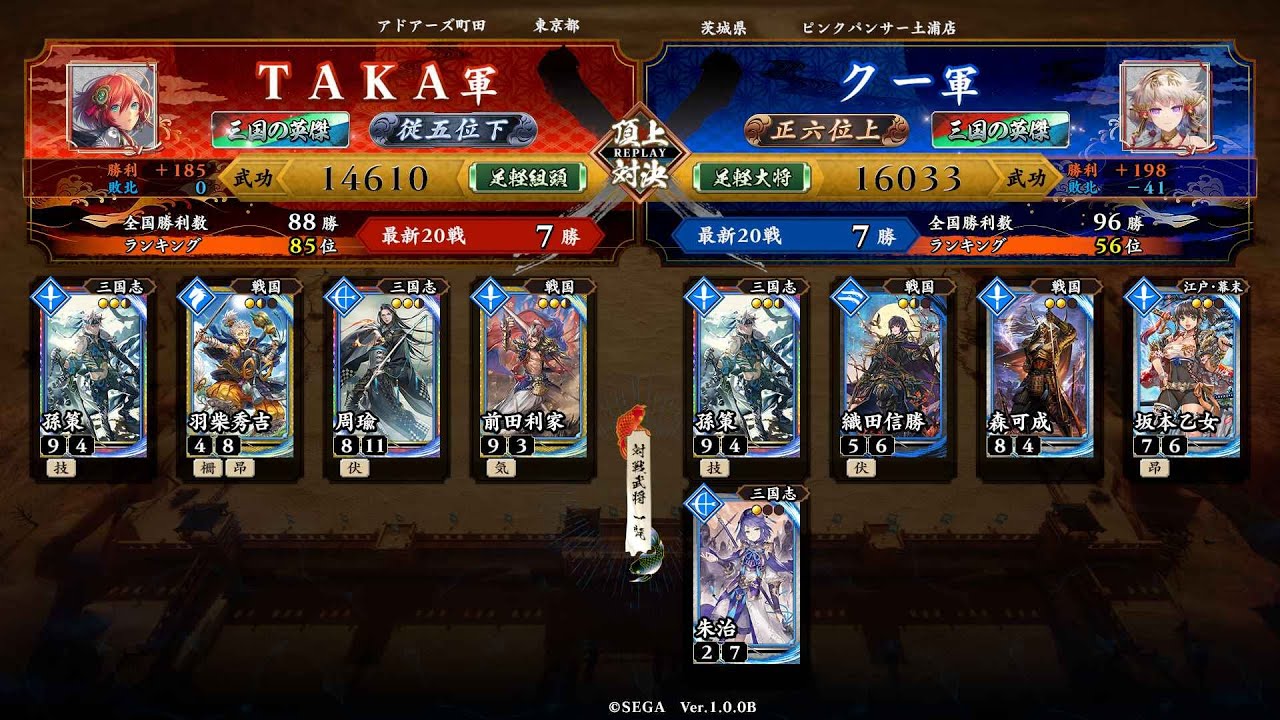 アドアーズ町田 東京都
茨城県 ピンクパンサー土浦店
TAKA軍
三国の英傑 従五位下
勝利 +185
敗北 0
武功 14610 足軽組頭
全国勝利数 88勝
ランキング 85位
最新20戦 7勝
頂上
REPLAY
対決
クー軍
正六位上 三国の英傑
足軽大将 16033 武功
勝利 +198
敗北 -41
最新20戦 7勝
全国勝利数 96勝
ランキング 56位
三国志
孫策
9 4
技
戦国
羽柴秀吉
4 8
柵 昂
三国志
周瑜
8 11
伏
戦国
前田利家
9 3
気
対戦武将一覧
三国志
孫策
9 4
技
戦国
織田信勝
5 6
伏
戦国
森可成
8 4
江戸・幕末
坂本乙女
7 6
昂
三国志
朱治
2 7
©SEGA Ver.1.0.0B